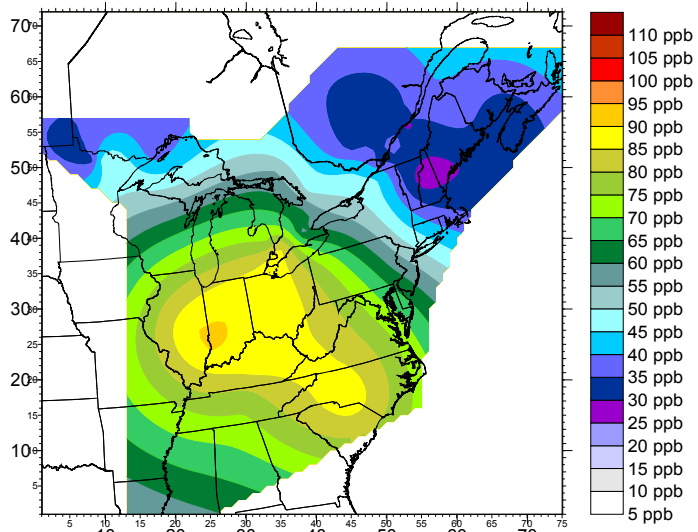 70
65
60
55
50
45
40
35
30
25
20
15
10
5
5 10 15 20 25 30 35 40 45 50 55 60 65 70 75
110 ppb
105 ppb
100 ppb
95 ppb
90 ppb
85 ppb
80 ppb
75 ppb
70 ppb
65 ppb
60 ppb
55 ppb
50 ppb
45 ppb
40 ppb
35 ppb
30 ppb
25 ppb
20 ppb
15 ppb
10 ppb
5 ppb